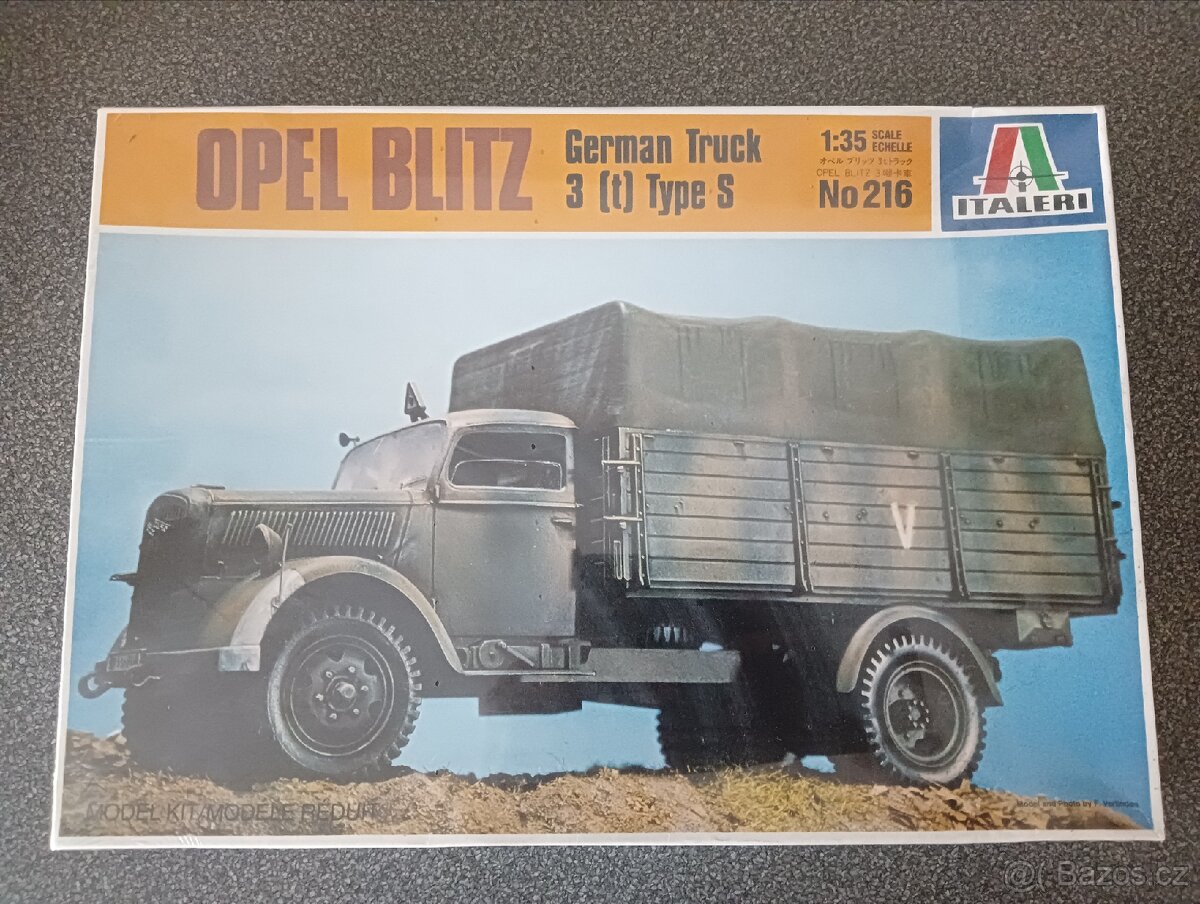 OPEL BLITZ
German Truck
3 (t) Type S
1:35 SCALE
ECHELLE
オペル ブリッツ 3tトラック
OPEL BLITZ 3噸卡車
No 216
ITALERI
V
MODEL KIT/MODELE REDUIT
Model and Photo by F. Verlinden
@( Bazos.cz